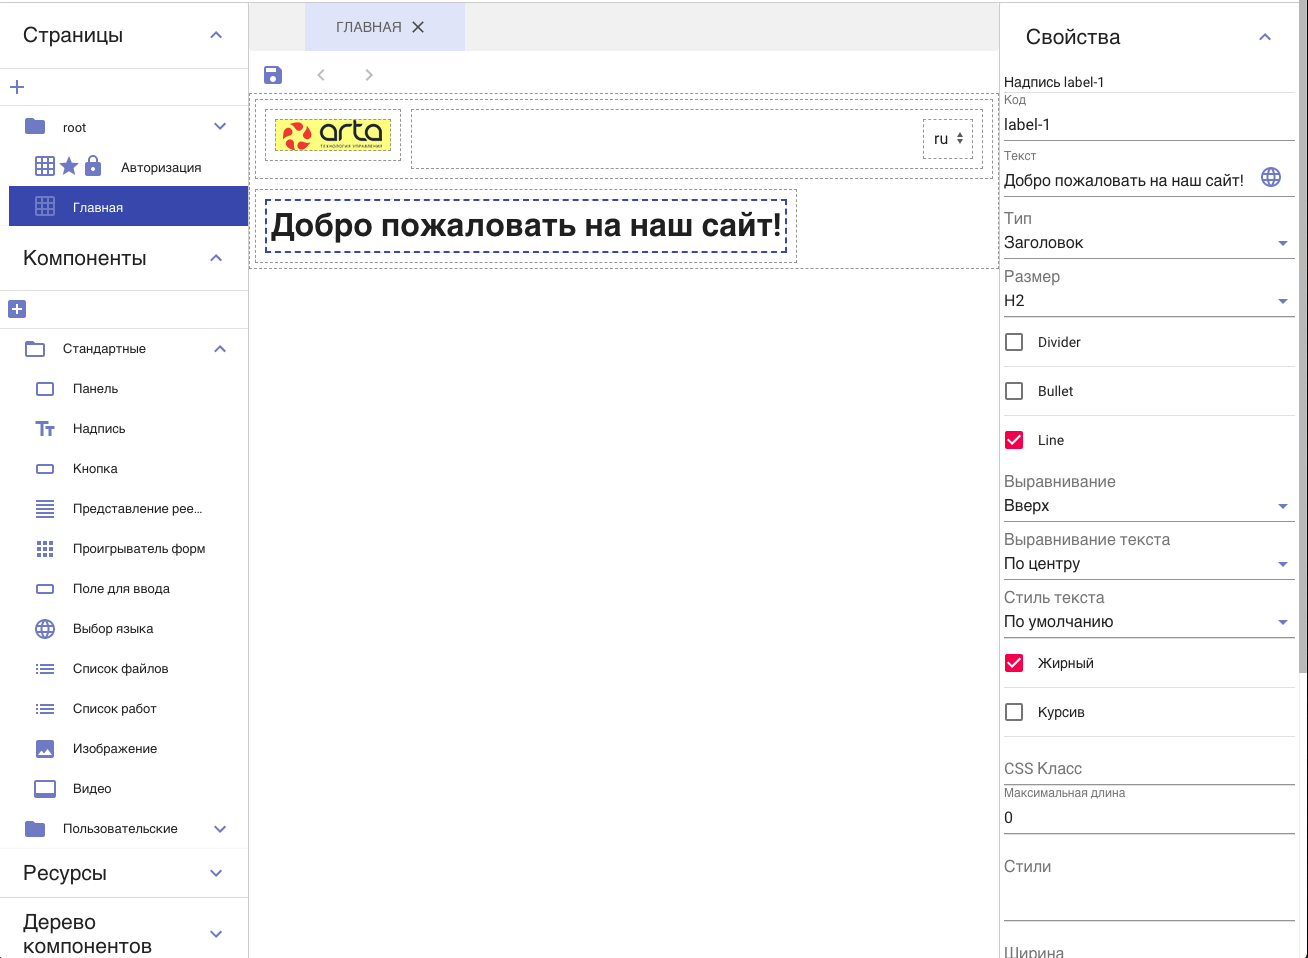 Страницы
root
Авторизация
Главная
Компоненты
Стандартные
Панель
Надпись
Кнопка
Представление рее...
Проигрыватель форм
Поле для ввода
Выбор языка
Список файлов
Список работ
Изображение
Видео
Пользовательские
Ресурсы
Дерево
компонентов
ГЛАВНАЯ
arta
ТЕХНОЛОГИЯ УПРАВЛЕНИЯ
ru
Добро пожаловать на наш сайт!
Свойства
Надпись label-1
Код
label-1
Текст
Добро пожаловать на наш сайт!
Тип
Заголовок
Размер
H2
Divider
Bullet
Line
Выравнивание
Вверх
Выравнивание текста
По центру
Стиль текста
По умолчанию
Жирный
Курсив
CSS Класс
Максимальная длина
0
Стили
Ширина